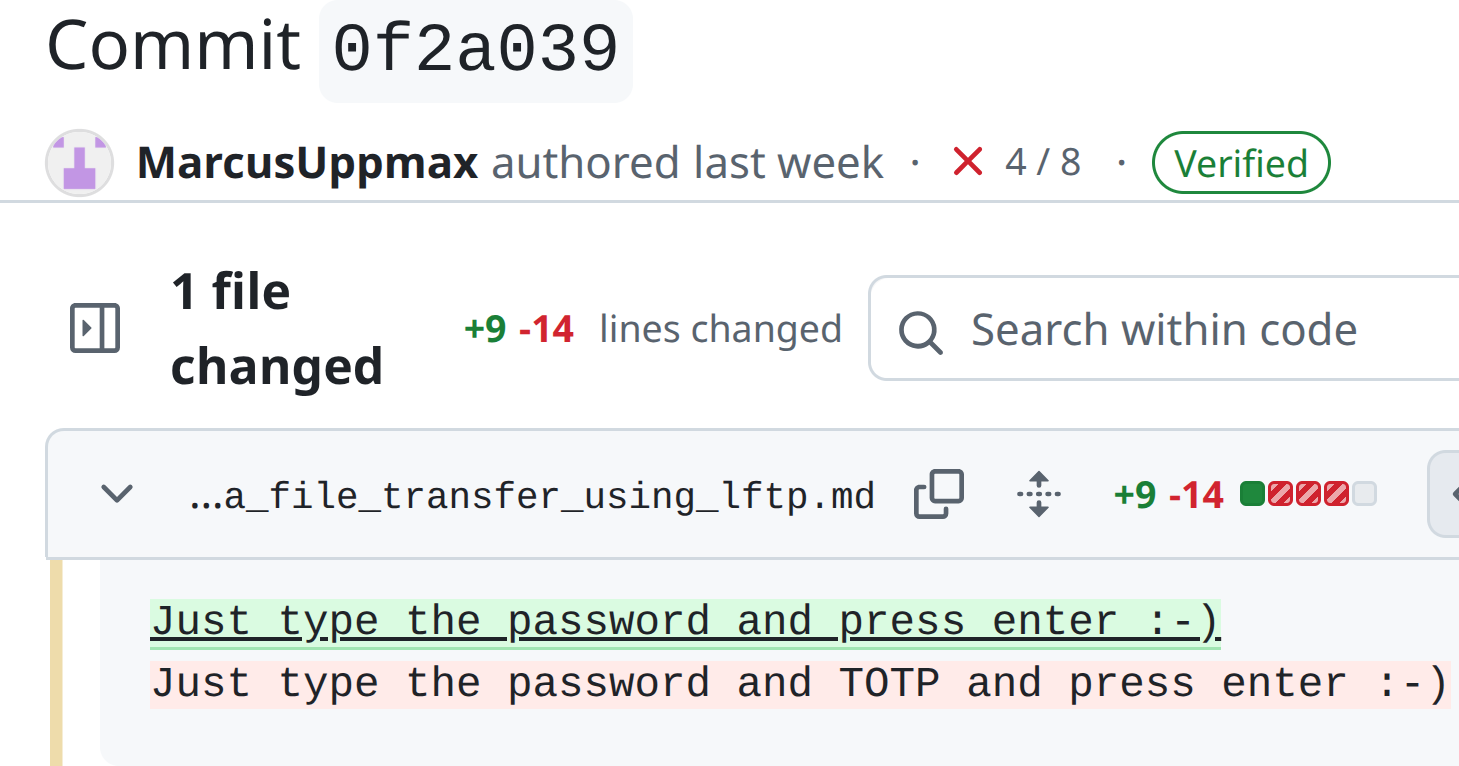 Commit 0f2a039
MarcusUppmax authored last week · 4 / 8 · Verified
1 file
changed
+9 -14 lines changed
Search within code
...a_file_transfer_using_lftp.md +9 -14
Just type the password and press enter :-)
Just type the password and TOTP and press enter :-)